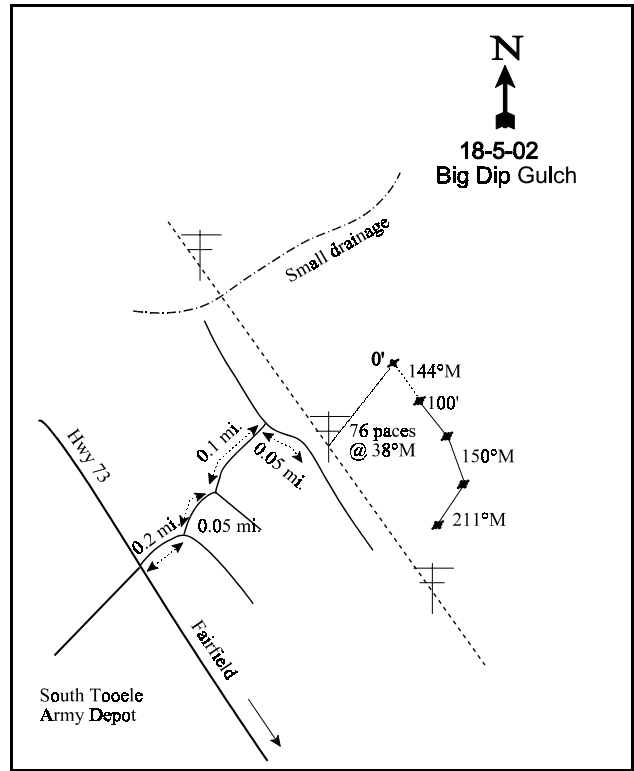 N
18-5-02
Big Dip Gulch
Small drainage
0'
144°M
100'
76 paces
@ 38°M
150°M
211°M
Hwy 73
0.1 mi.
0.05 mi.
0.2 mi.
0.05 mi.
Fairfield
South Tooele
Army Depot